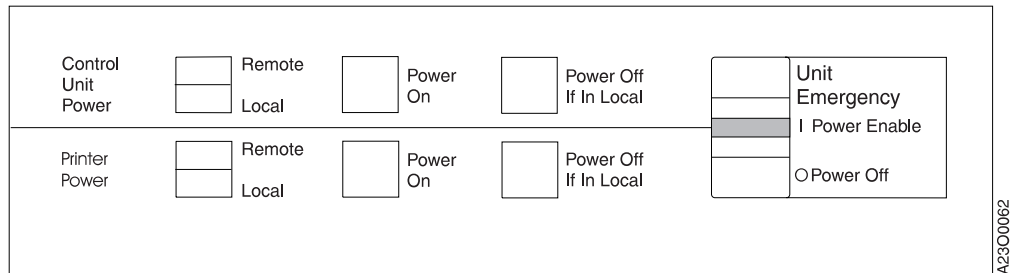 Control
Unit
Power
Remote
Local
Power
On
Power Off
If In Local
Unit
Emergency
I Power Enable
O Power Off
Printer
Power
Remote
Local
Power
On
Power Off
If In Local
A23O0062